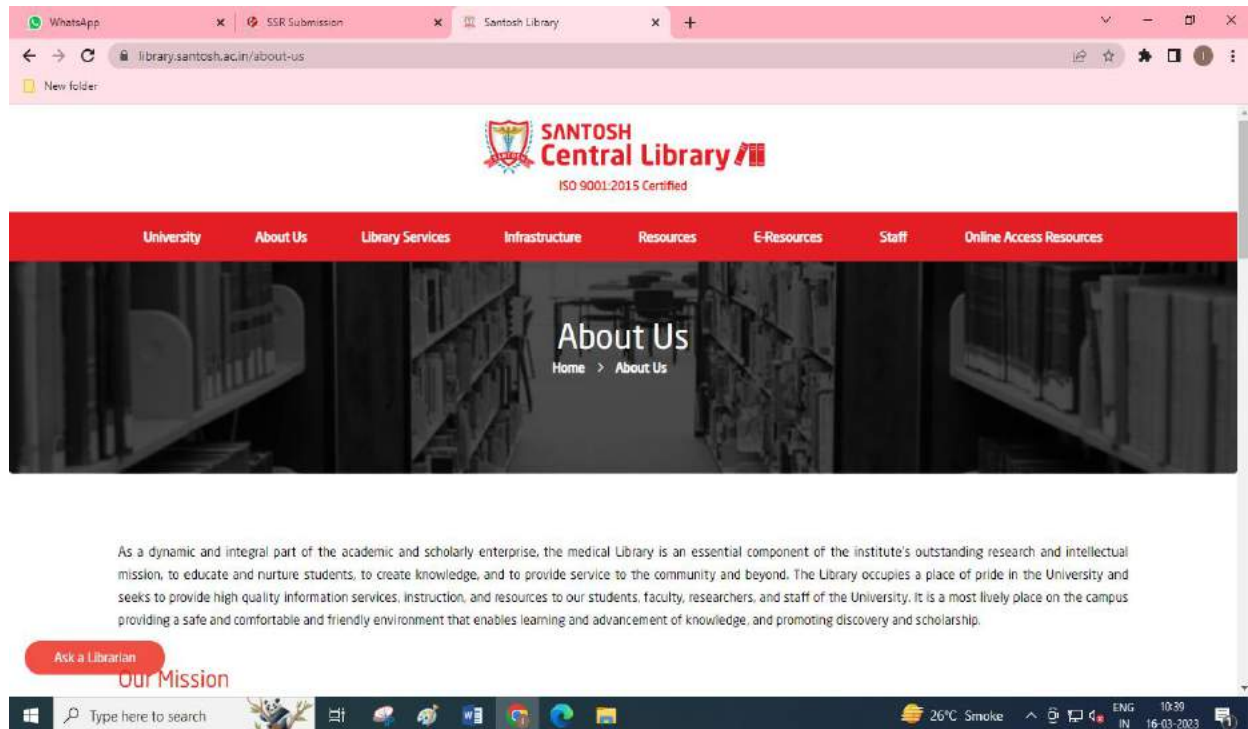 WhatsApp
SSR Submission
Santosh Library
library.santosh.ac.in/about-us
New folder
SANTOSH
Central Library
ISO 9001:2015 Certified
University About Us Library Services Infrastructure Resources E-Resources Staff Online Access Resources
About Us
Home > About Us
As a dynamic and integral part of the academic and scholarly enterprise, the medical Library is an essential component of the institute's outstanding research and intellectual
mission, to educate and nurture students, to create knowledge, and to provide service to the community and beyond. The Library occupies a place of pride in the University and
seeks to provide high quality information services, instruction, and resources to our students, faculty, researchers, and staff of the University. It is a most lively place on the campus
providing a safe and comfortable and friendly environment that enables learning and advancement of knowledge, and promoting discovery and scholarship.
Ask a Librarian
Our Mission
Type here to search
26°C Smoke
ENG
IN
10:39
16-03-2023